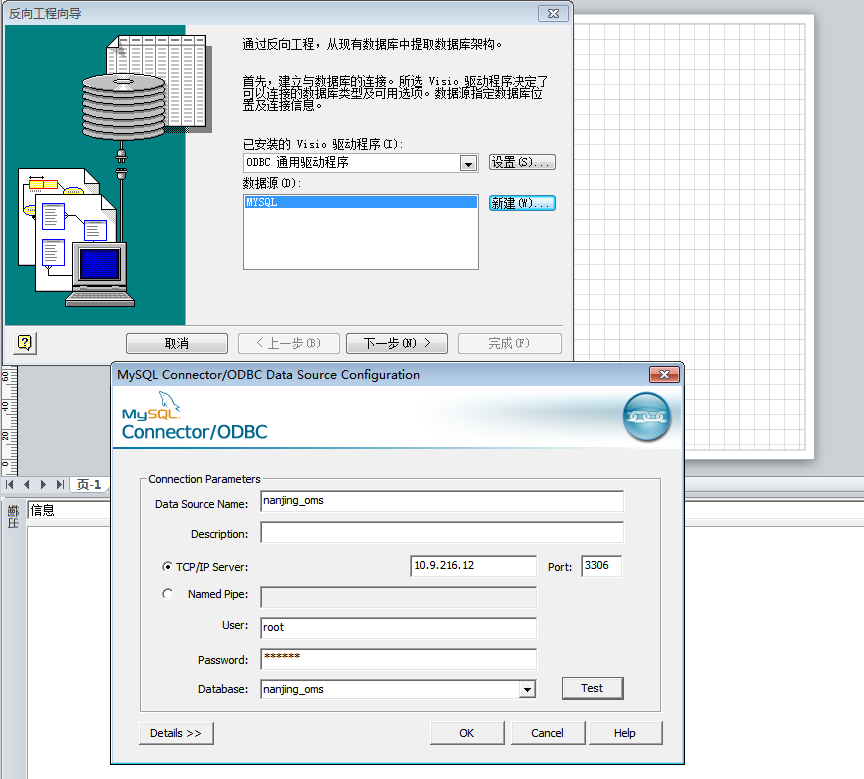 反向工程向导
通过反向工程，从现有数据库中提取数据库架构。
首先，建立与数据库的连接。所选 Visio 驱动程序决定了
可以连接的数据库类型及可用选项。数据源指定数据库位
置及连接信息。
已安装的 Visio 驱动程序(I):
ODBC 通用驱动程序
设置(S)...
数据源(D):
MYSQL
新建(W)...
取消
< 上一步(B)
下一步(N) >
完成(F)
MySQL Connector/ODBC Data Source Configuration
MySQL
Connector/ODBC
Connection Parameters
Data Source Name: nanjing_oms
Description:
TCP/IP Server: 10.9.216.12 Port: 3306
Named Pipe:
User: root
Password: ******
Database: nanjing_oms
Test
Details >>
OK
Cancel
Help
60
40
20
0
页-1
信息